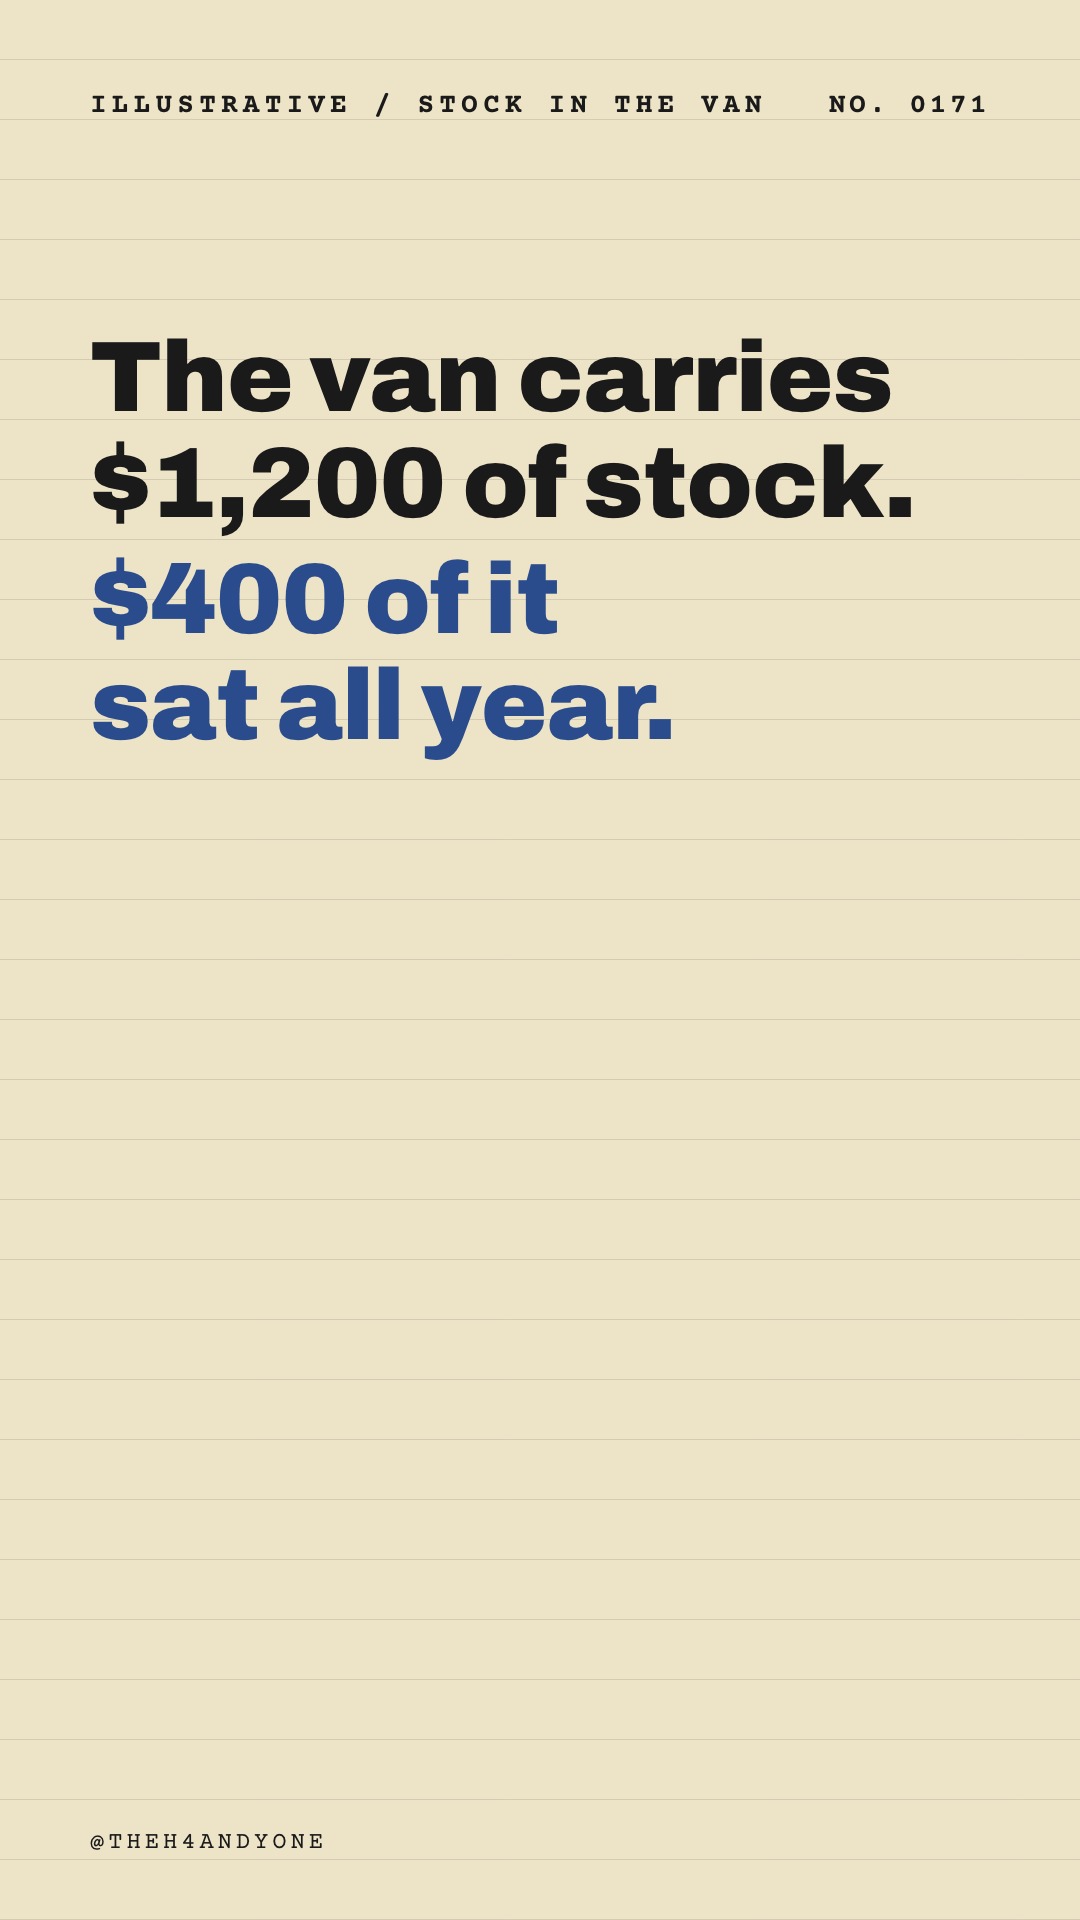 ILLUSTRATIVE / STOCK IN THE VAN NO. 0171
The van carries
$1,200 of stock.
$400 of it
sat all year.
@THEH4ANDYONE